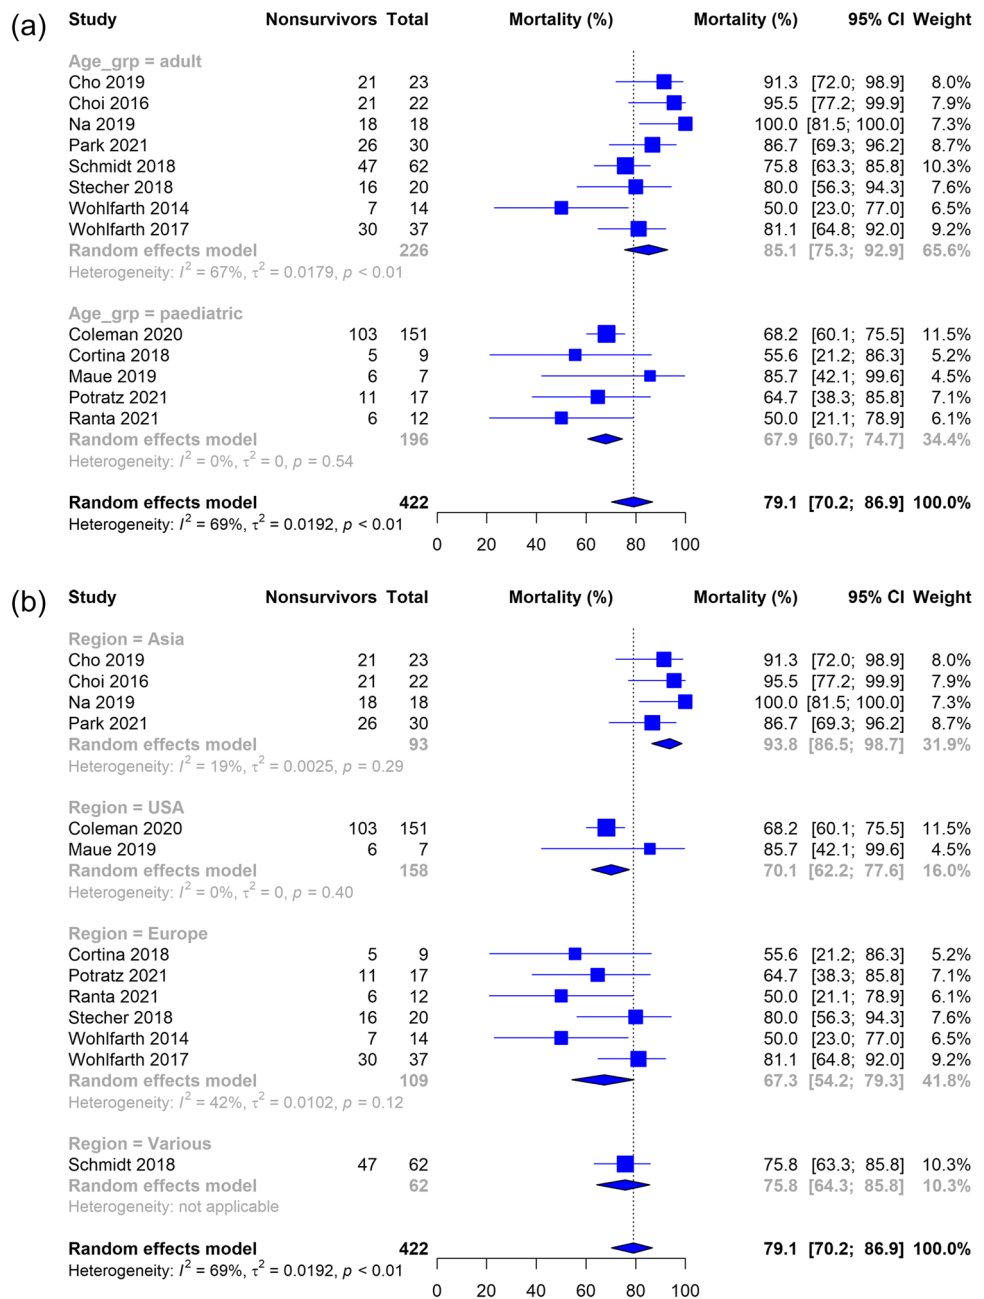 (a) Study Nonsurvivors Total Mortality (%) Mortality (%) 95% CI Weight
Age_grp = adult
Cho 2019 21 23 91.3 [72.0; 98.9] 8.0%
Choi 2016 21 22 95.5 [77.2; 99.9] 7.9%
Na 2019 18 18 100.0 [81.5; 100.0] 7.3%
Park 2021 26 30 86.7 [69.3; 96.2] 8.7%
Schmidt 2018 47 62 75.8 [63.3; 85.8] 10.3%
Stecher 2018 16 20 80.0 [56.3; 94.3] 7.6%
Wohlfarth 2014 7 14 50.0 [23.0; 77.0] 6.5%
Wohlfarth 2017 30 37 81.1 [64.8; 92.0] 9.2%
Random effects model 226 85.1 [75.3; 92.9] 65.6%
Heterogeneity: I² = 67%, τ² = 0.0179, p < 0.01
Age_grp = paediatric
Coleman 2020 103 151 68.2 [60.1; 75.5] 11.5%
Cortina 2018 5 9 55.6 [21.2; 86.3] 5.2%
Maue 2019 6 7 85.7 [42.1; 99.6] 4.5%
Potratz 2021 11 17 64.7 [38.3; 85.8] 7.1%
Ranta 2021 6 12 50.0 [21.1; 78.9] 6.1%
Random effects model 196 67.9 [60.7; 74.7] 34.4%
Heterogeneity: I² = 0%, τ² = 0, p = 0.54
Random effects model 422 79.1 [70.2; 86.9] 100.0%
Heterogeneity: I² = 69%, τ² = 0.0192, p < 0.01
0 20 40 60 80 100
(b) Study Nonsurvivors Total Mortality (%) Mortality (%) 95% CI Weight
Region = Asia
Cho 2019 21 23 91.3 [72.0; 98.9] 8.0%
Choi 2016 21 22 95.5 [77.2; 99.9] 7.9%
Na 2019 18 18 100.0 [81.5; 100.0] 7.3%
Park 2021 26 30 86.7 [69.3; 96.2] 8.7%
Random effects model 93 93.8 [86.5; 98.7] 31.9%
Heterogeneity: I² = 19%, τ² = 0.0025, p = 0.29
Region = USA
Coleman 2020 103 151 68.2 [60.1; 75.5] 11.5%
Maue 2019 6 7 85.7 [42.1; 99.6] 4.5%
Random effects model 158 70.1 [62.2; 77.6] 16.0%
Heterogeneity: I² = 0%, τ² = 0, p = 0.40
Region = Europe
Cortina 2018 5 9 55.6 [21.2; 86.3] 5.2%
Potratz 2021 11 17 64.7 [38.3; 85.8] 7.1%
Ranta 2021 6 12 50.0 [21.1; 78.9] 6.1%
Stecher 2018 16 20 80.0 [56.3; 94.3] 7.6%
Wohlfarth 2014 7 14 50.0 [23.0; 77.0] 6.5%
Wohlfarth 2017 30 37 81.1 [64.8; 92.0] 9.2%
Random effects model 109 67.3 [54.2; 79.3] 41.8%
Heterogeneity: I² = 42%, τ² = 0.0102, p = 0.12
Region = Various
Schmidt 2018 47 62 75.8 [63.3; 85.8] 10.3%
Random effects model 62 75.8 [64.3; 85.8] 10.3%
Heterogeneity: not applicable
Random effects model 422 79.1 [70.2; 86.9] 100.0%
Heterogeneity: I² = 69%, τ² = 0.0192, p < 0.01
0 20 40 60 80 100